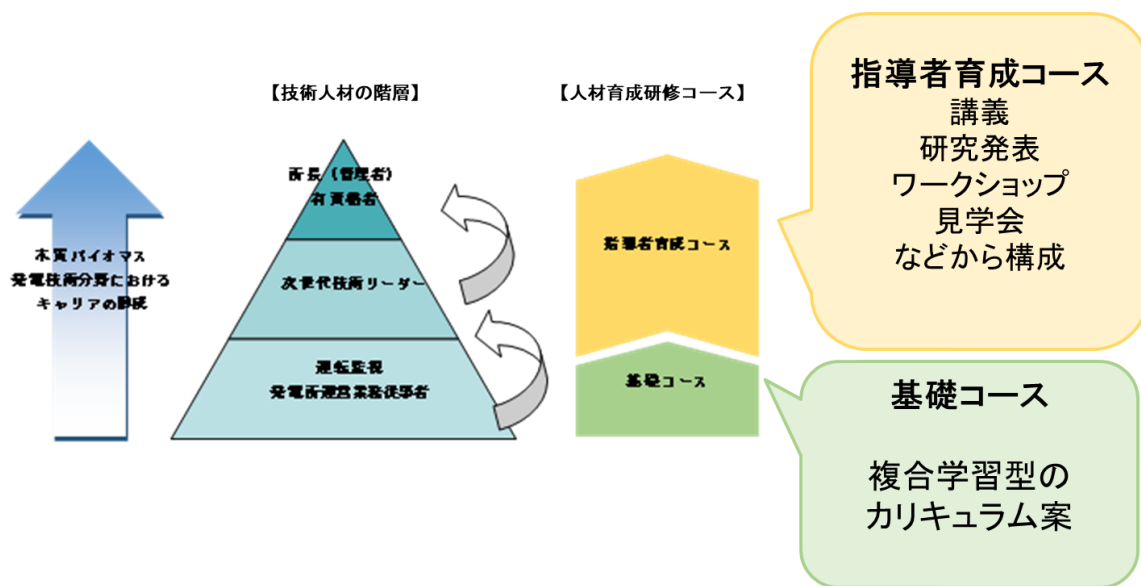 【技術人材の階層】
【人材育成研修コース】
木質バイオマス
発電技術分野における
キャリアの形成
所長（管理者）
有資格者
次世代技術リーダー
運転監視
発電所運営業務従事者
指導者育成コース
基礎コース
指導者育成コース
講義
研究発表
ワークショップ
見学会
などから構成
基礎コース
複合学習型の
カリキュラム案